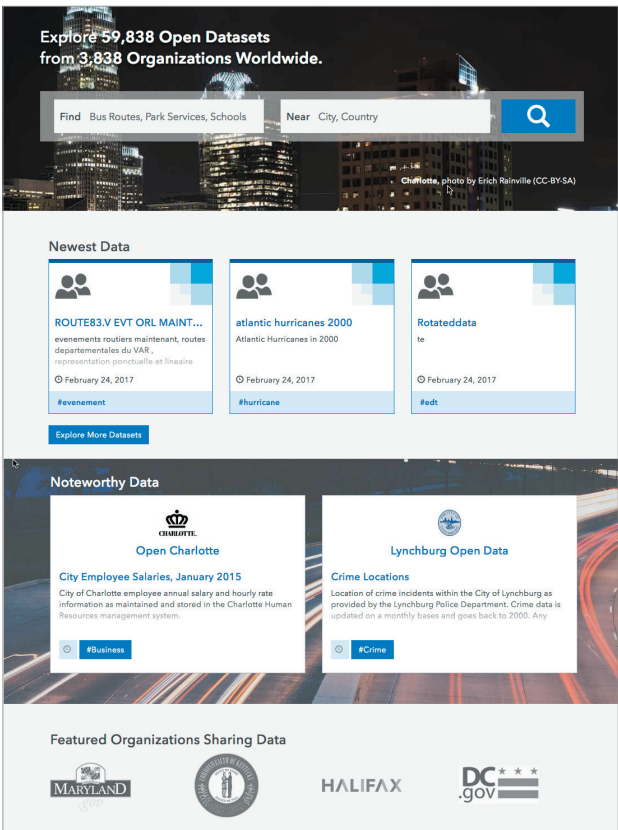 Explore 59,838 Open Datasets
from 3,838 Organizations Worldwide.
Find Bus Routes, Park Services, Schools
Near City, Country
Charlotte, photo by Erich Rainville (CC-BY-SA)
Newest Data
ROUTE83.V EVT ORL MAINT...
evenements routiers maintenant, routes
departementales du VAR ,
representation ponctuelle et lineaire
February 24, 2017
#evenement
atlantic hurricanes 2000
Atlantic Hurricanes in 2000
February 24, 2017
#hurricane
Rotateddata
te
February 24, 2017
#edt
Explore More Datasets
Noteworthy Data
CHARLOTTE.
Open Charlotte
City Employee Salaries, January 2015
City of Charlotte employee annual salary and hourly rate
information as maintained and stored in the Charlotte Human
Resources management system.
#Business
Lynchburg Open Data
Crime Locations
Location of crime incidents within the City of Lynchburg as
provided by the Lynchburg Police Department. Crime data is
updated on a monthly bases and goes back to 2000. Any
#Crime
Featured Organizations Sharing Data
MARYLAND
.gov
COMMONWEALTH OF KENTUCKY
HALIFAX
DC
.gov